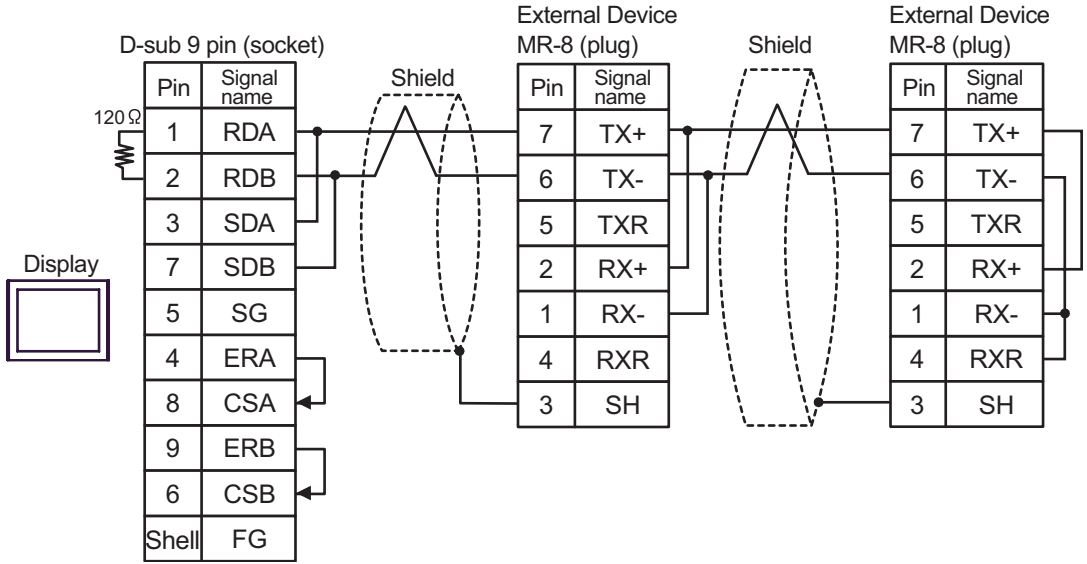 External Device
External Device
D-sub 9 pin (socket)
MR-8 (plug)
Shield
MR-8 (plug)
Shield
Pin
Signal name
120Ω
1 RDA
2 RDB
3 SDA
7 SDB
5 SG
4 ERA
8 CSA
9 ERB
6 CSB
Shell FG
Display
Pin
Signal name
7 TX+
6 TX-
5 TXR
2 RX+
1 RX-
4 RXR
3 SH
Pin
Signal name
7 TX+
6 TX-
5 TXR
2 RX+
1 RX-
4 RXR
3 SH